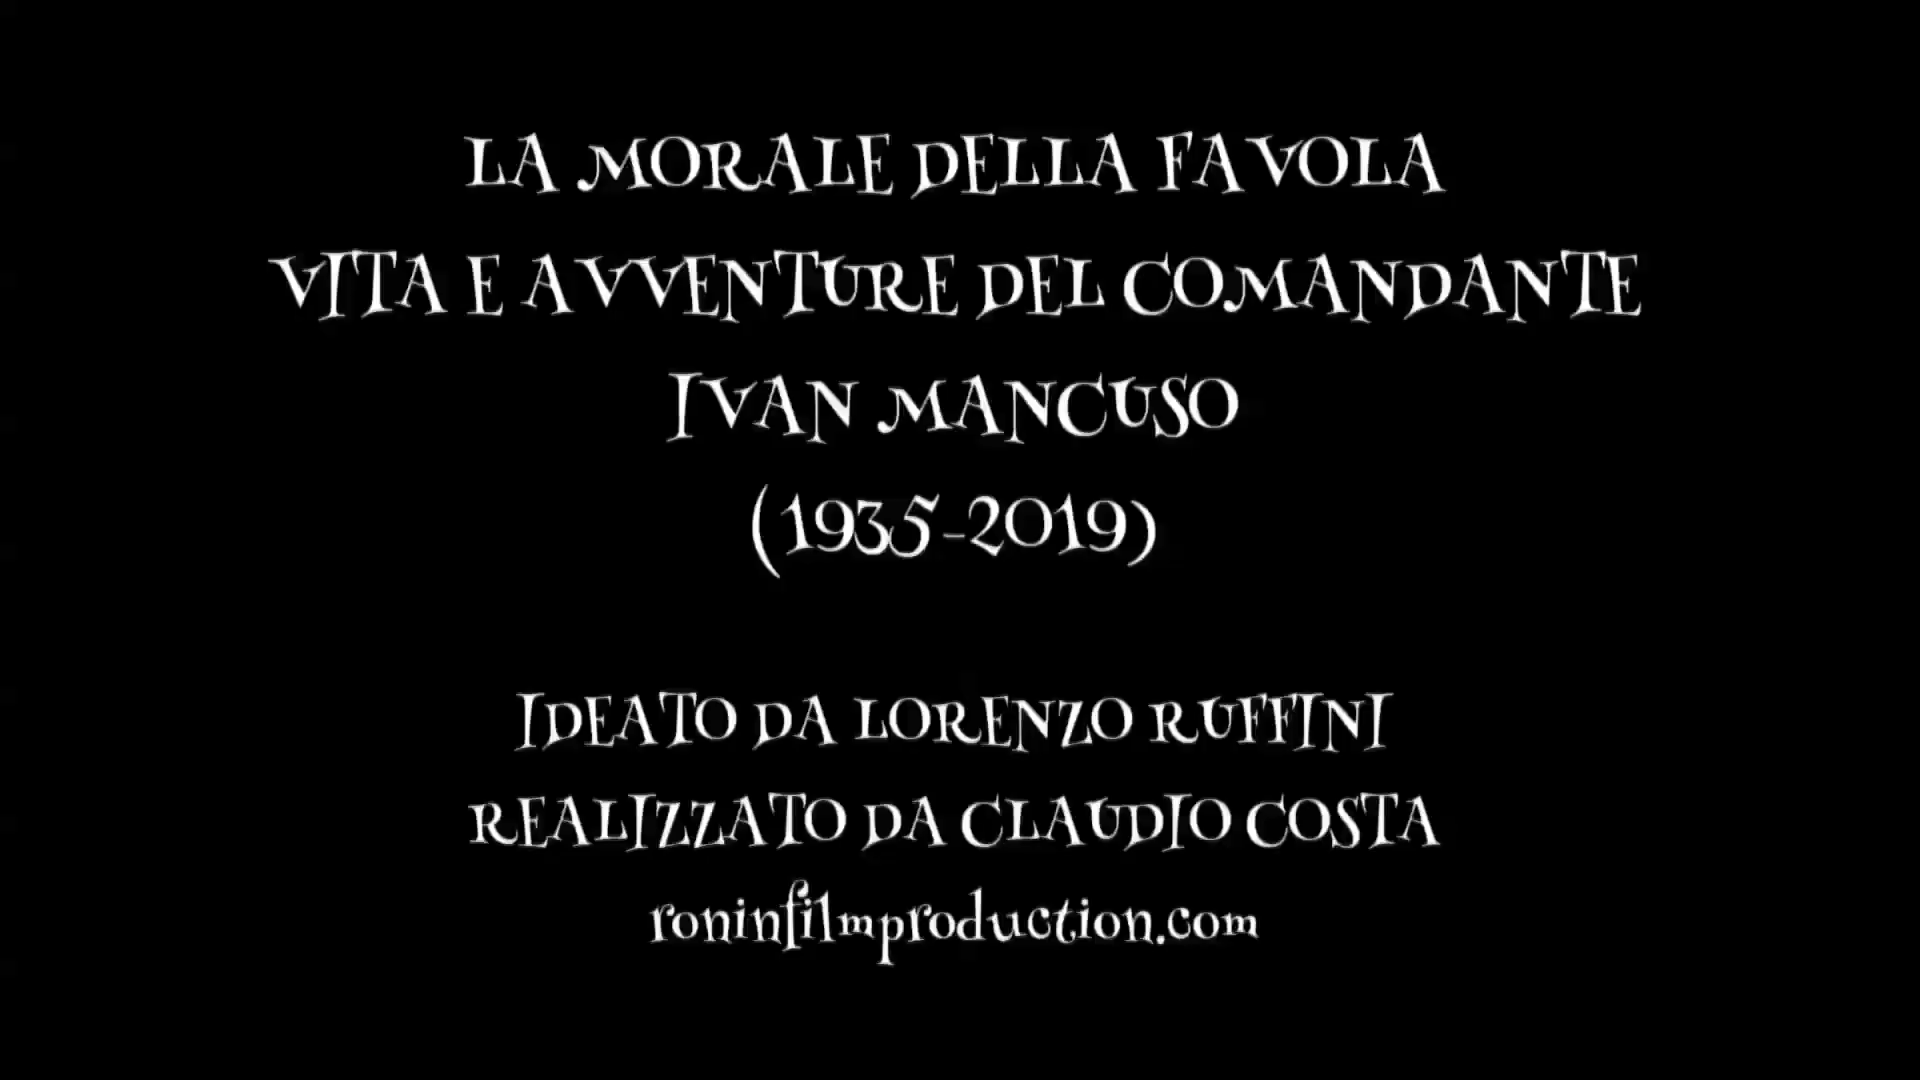 LA MORALE DELLA FAVOLA
VITA E AVVENTURE DEL COMANDANTE
IVAN MANCUSO
(1935-2019)
IDEATO DA LORENZO RUFFINI
REALIZZATO DA CLAUDIO COSTA
roninfilmproduction.com